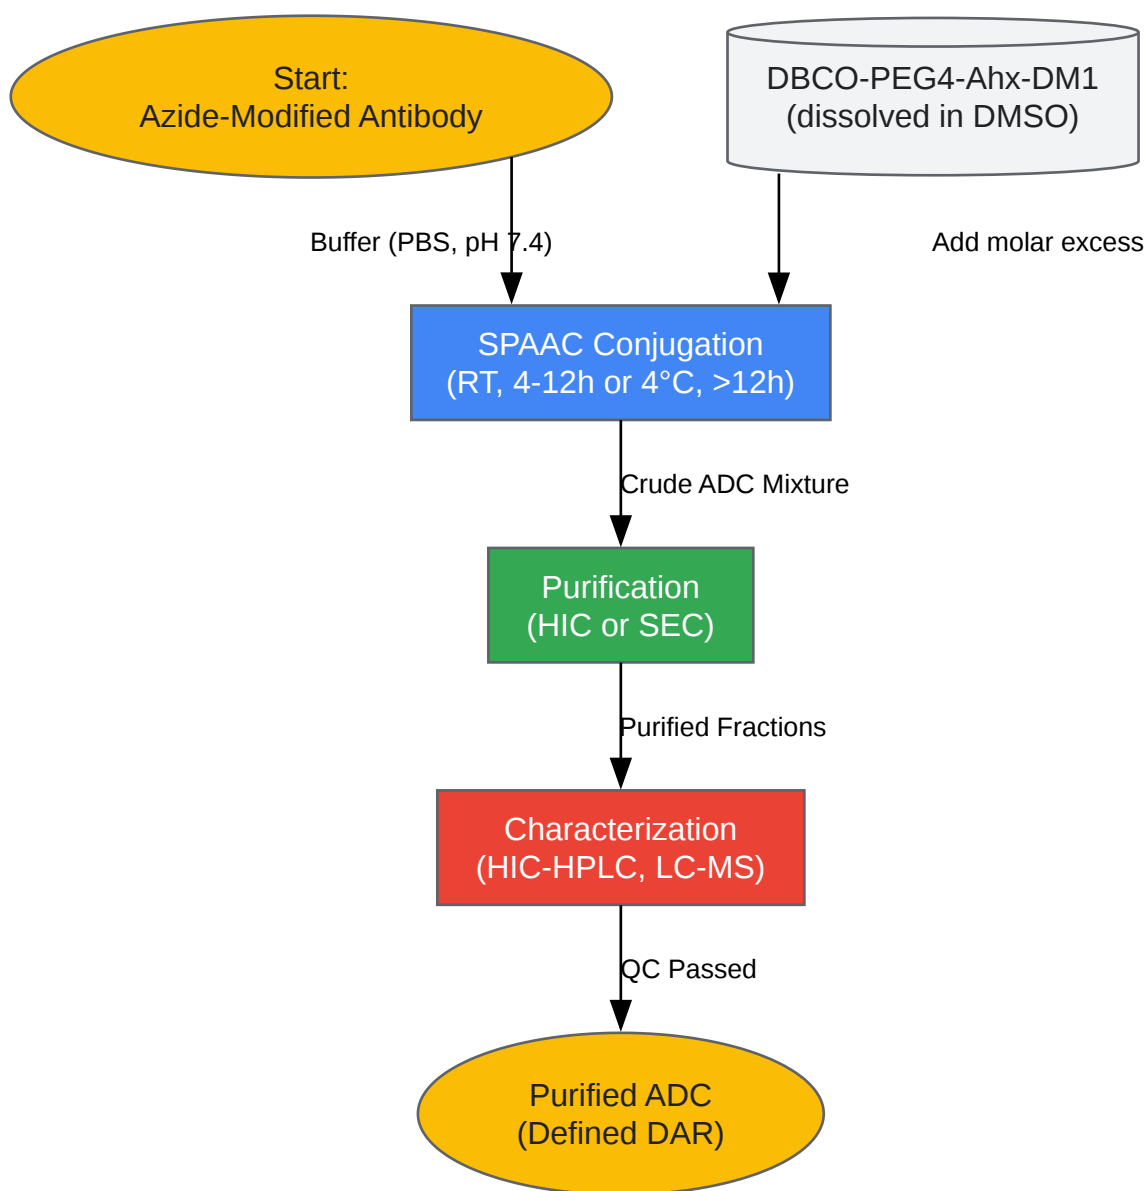 Start:
Azide-Modified Antibody
DBCO-PEG4-Ahx-DM1
(dissolved in DMSO)
Buffer (PBS, pH 7.4)
Add molar excess
SPAAC Conjugation
(RT, 4-12h or 4°C, >12h)
Crude ADC Mixture
Purification
(HIC or SEC)
Purified Fractions
Characterization
(HIC-HPLC, LC-MS)
QC Passed
Purified ADC
(Defined DAR)